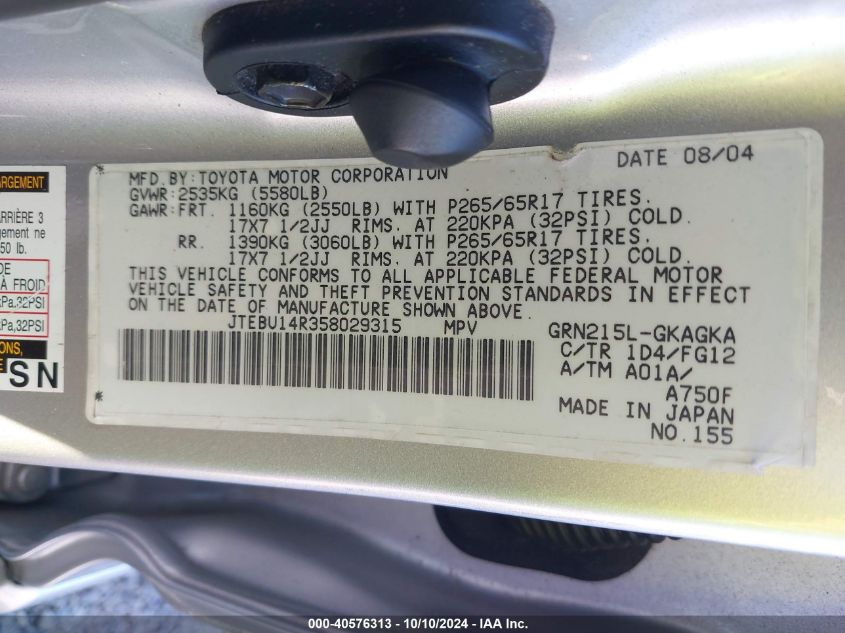 ARGEMENT
ARRIÈRE 3
gement ne
50 lb.
DE
À FROID
kPa,32PSI
kPa,32PSI
ONS,
E
PSN
MFD.BY:TOYOTA MOTOR CORPORATION DATE 08/04
GVWR:2535KG (5580LB)
GAWR:FRT. 1160KG (2550LB) WITH P265/65R17 TIRES.
17X7 1/2JJ RIMS. AT 220KPA (32PSI) COLD.
RR. 1390KG (3060LB) WITH P265/65R17 TIRES.
17X7 1/2JJ RIMS. AT 220KPA (32PSI) COLD.
THIS VEHICLE CONFORMS TO ALL APPLICABLE FEDERAL MOTOR
VEHICLE SAFETY AND THEFT PREVENTION STANDARDS IN EFFECT
ON THE DATE OF MANUFACTURE SHOWN ABOVE.
JTEBU14R358029315 MPV GRN215L-GKAGKA
C/TR 1D4/FG12
A/TM A01A/
A750F
MADE IN JAPAN
NO.155
000-40576313 - 10/10/2024 - IAA Inc.